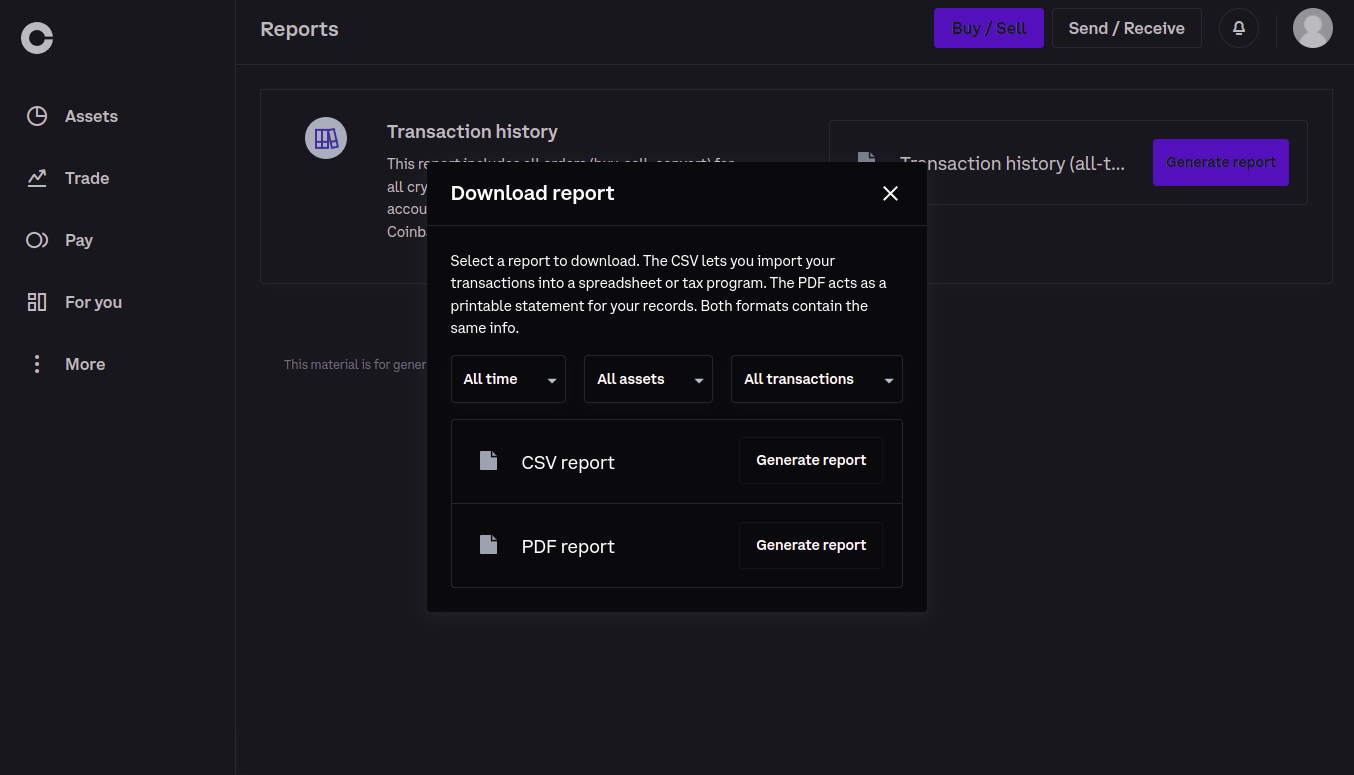 Reports
Buy / Sell
Send / Receive
Assets
Trade
Pay
For you
More
Transaction history
This report includes all orders (buy, sell, convert) for
all cry
accou
Coinb
Transaction history (all-t...
Generate report
This material is for gener
Download report
Select a report to download. The CSV lets you import your
transactions into a spreadsheet or tax program. The PDF acts as a
printable statement for your records. Both formats contain the
same info.
All time
All assets
All transactions
CSV report
Generate report
PDF report
Generate report